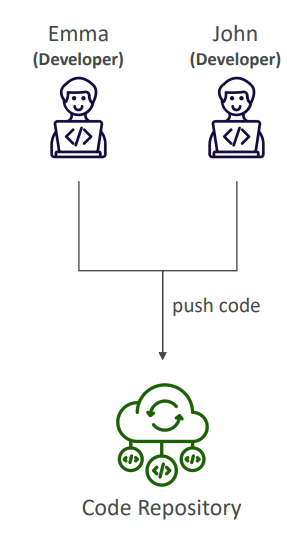 Emma
(Developer)
John
(Developer)
</>
</>
push code
</>
</>
</>
Code Repository